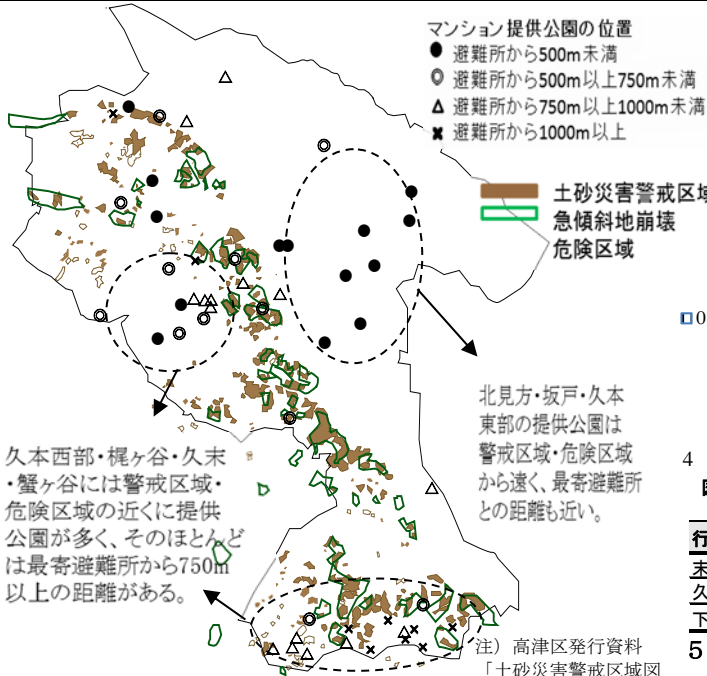 マンション提供公園の位置
避難所から500m未満
避難所から500m以上750m未満
避難所から750m以上1000m未満
避難所から1000m以上
土砂災害警戒区域
急傾斜地崩壊
危険区域
0
北見方・坂戸・久本
東部の提供公園は
警戒区域・危険区域
から遠く、最寄避難所
との距離も近い。
久本西部・梶ヶ谷・久末
・蟹ヶ谷には警戒区域・
危険区域の近くに提供
公園が多く、そのほとんど
は最寄避難所から750m
以上の距離がある。
4
行
末
久
下
5
注）高津区発行資料
「土砂災害警戒区域図